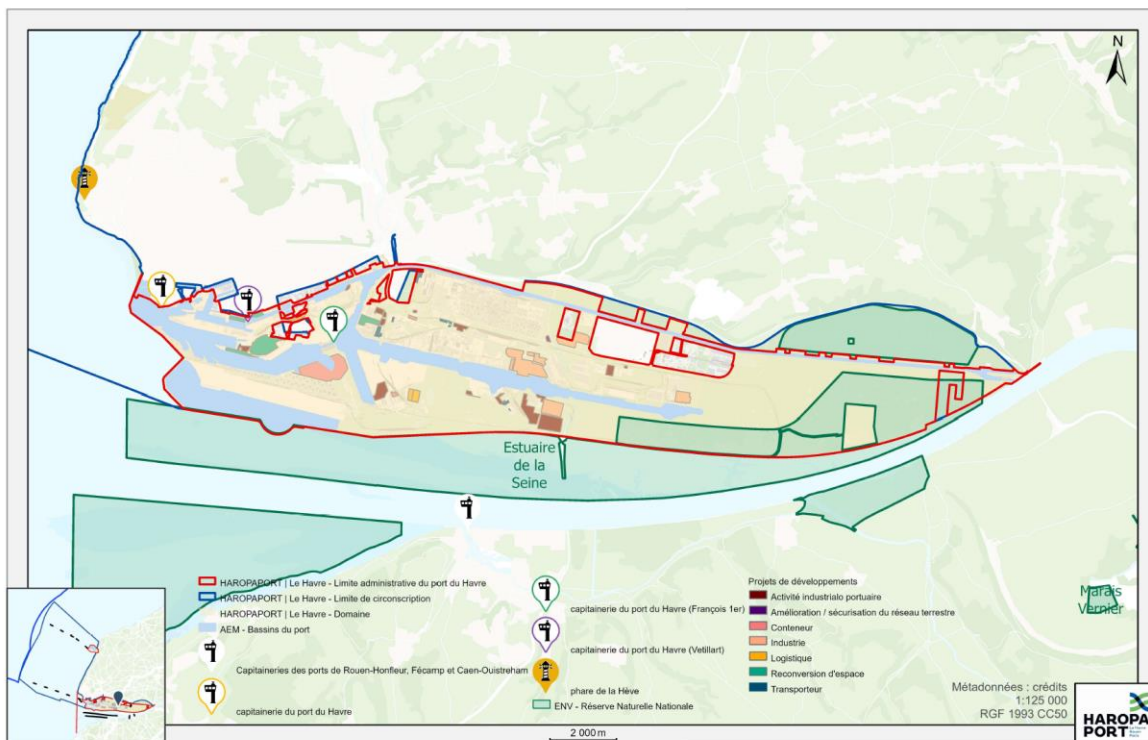 N
Estuaire
de la
Seine
Marais
Vernier
HAROPAPORT | Le Havre - Limite administrative du port du Havre
HAROPAPORT | Le Havre - Limite de circonscription
HAROPAPORT | Le Havre - Domaine
AEM - Bassins du port
Capitaineries des ports de Rouen-Honfleur, Fécamp et Caen-Ouistreham
capitainerie du port du Havre
capitainerie du port du Havre (François 1er)
capitainerie du port du Havre (Vetillart)
phare de la Hève
ENV - Réserve Naturelle Nationale
Projets de développements
Activité industrialo portuaire
Amélioration / sécurisation du réseau terrestre
Conteneur
Industrie
Logistique
Reconversion d'espace
Transporteur
Métadonnées : crédits
1:125 000
RGF 1993 CC50
2 000 m
HAROPA
PORT